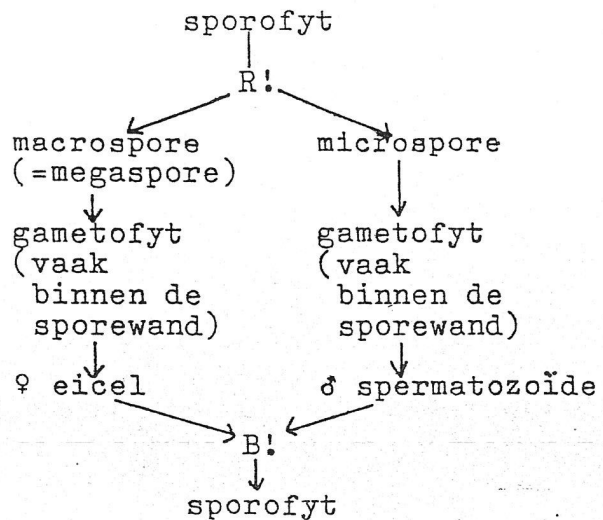 sporofyt
R!
macrospore
(=megaspore)
microspore
gametofyt
(vaak
binnen de
sporewand)
gametofyt
(vaak
binnen de
sporewand)
♀ eicel
♂ spermatozoïde
B!
sporofyt